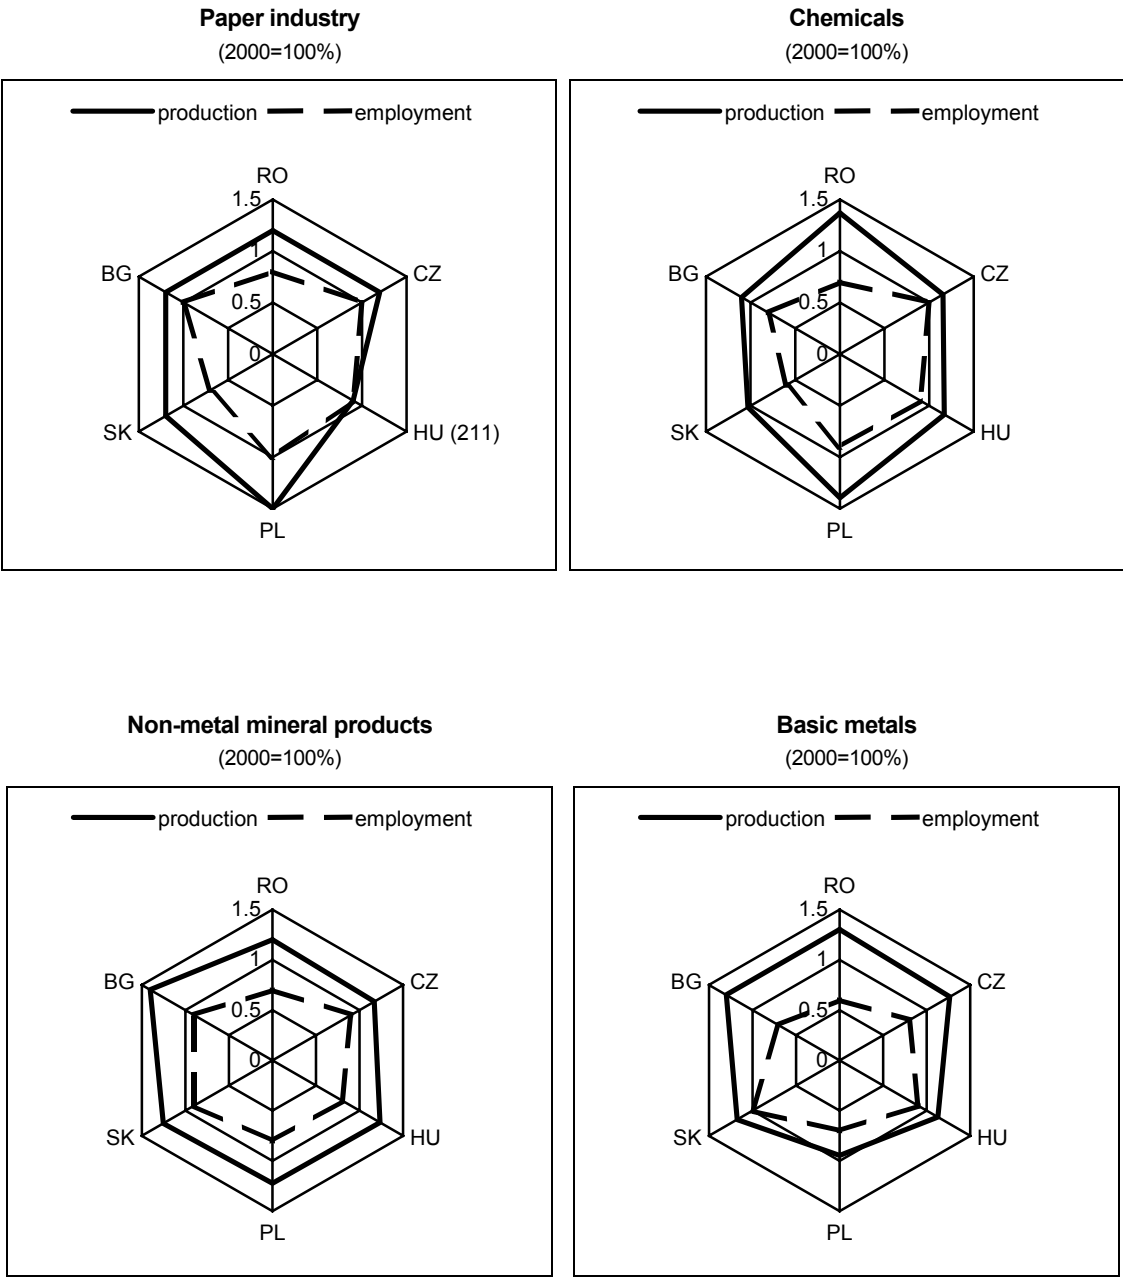 Paper industry
(2000=100%)
production employment
RO
1.5
1
BG
CZ
0.5
0
SK
HU (211)
PL
Chemicals
(2000=100%)
production employment
RO
1.5
1
BG
CZ
0.5
0
SK
HU
PL
Non-metal mineral products
(2000=100%)
production employment
RO
1.5
1
BG
CZ
0.5
0
SK
HU
PL
Basic metals
(2000=100%)
production employment
RO
1.5
1
BG
CZ
0.5
0
SK
HU
PL